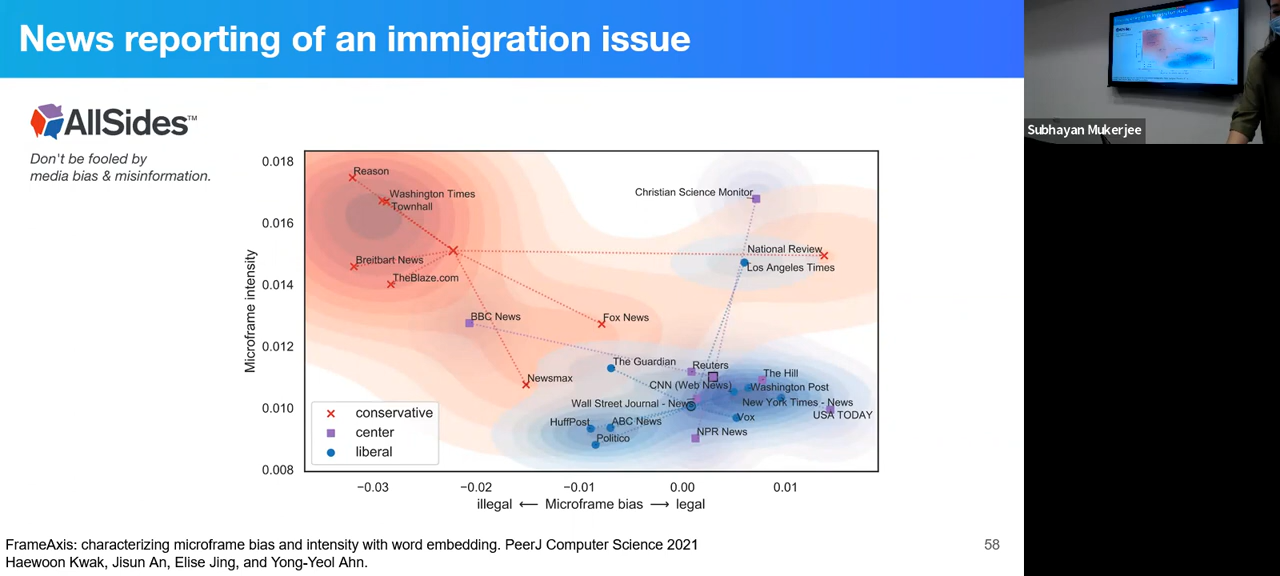 News reporting of an immigration issue
AllSides™
Don't be fooled by
media bias & misinformation.
Subhayan Mukerjee
0.018
0.016
0.014
0.012
0.010
0.008
Microframe intensity
Reason
Washington Times
Townhall
Christian Science Monitor
National Review
Los Angeles Times
Breitbart News
TheBlaze.com
BBC News
Fox News
The Guardian
Reuters
The Hill
Newsmax
CNN (Web News)
Washington Post
Wall Street Journal - News
New York Times - News
USA TODAY
HuffPost
ABC News
Vox
Politico
NPR News
conservative
center
liberal
−0.03
−0.02
−0.01
0.00
0.01
illegal ⟵ Microframe bias ⟶ legal
FrameAxis: characterizing microframe bias and intensity with word embedding. PeerJ Computer Science 2021
Haewoon Kwak, Jisun An, Elise Jing, and Yong-Yeol Ahn.
58